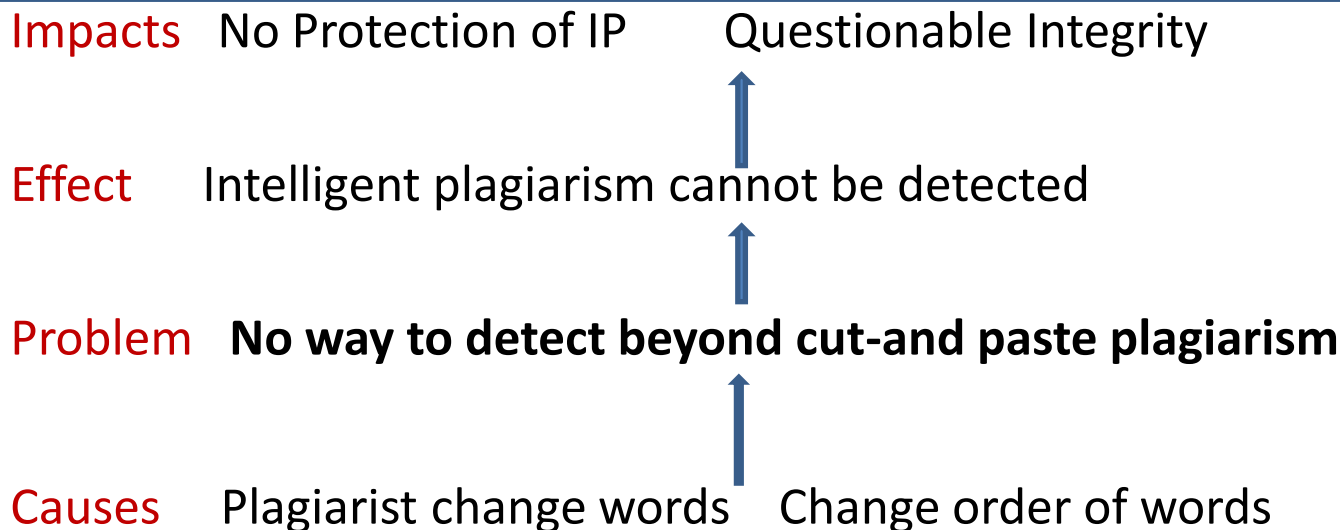 Impacts No Protection of IP Questionable Integrity
Effect Intelligent plagiarism cannot be detected
Problem No way to detect beyond cut-and paste plagiarism
Causes Plagiarist change words Change order of words